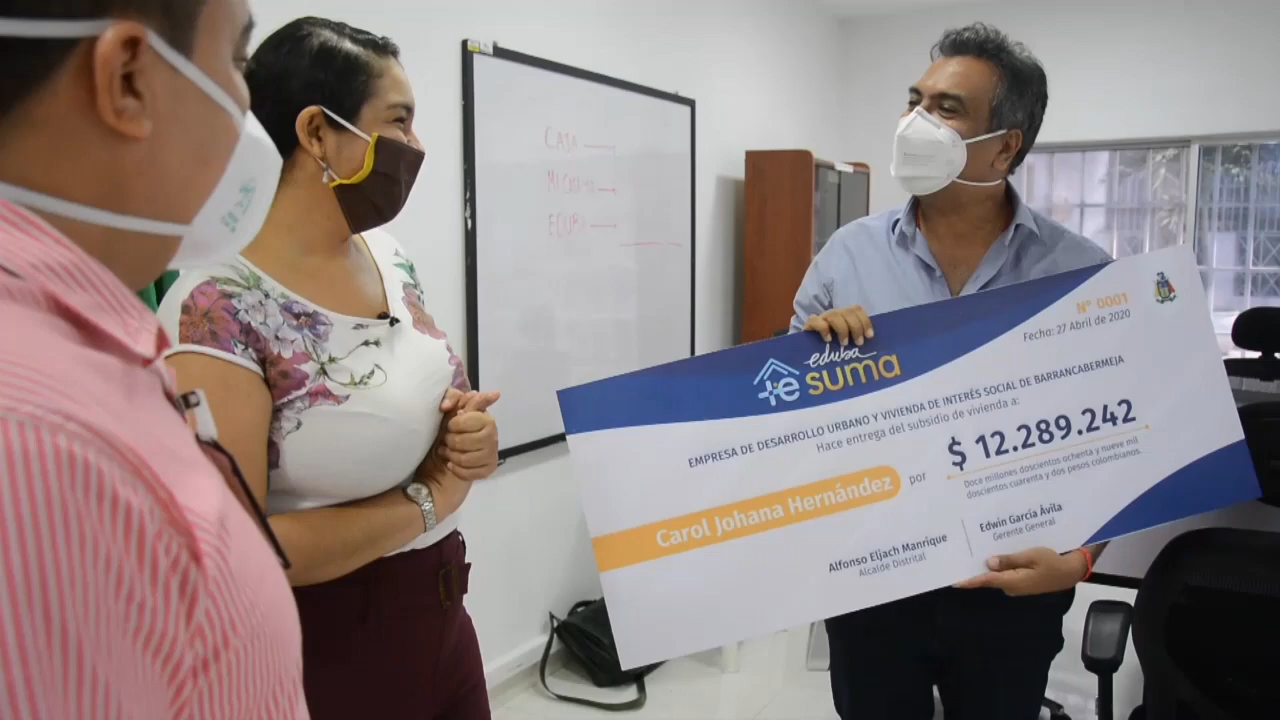 CASA
EDUBA
Nº 0001
Fecha: 27 Abril de 2020
eduba
+e suma
EMPRESA DE DESARROLLO URBANO Y VIVIENDA DE INTERÉS SOCIAL DE BARRANCABERMEJA
Hace entrega del subsidio de vivienda a:
Carol Johana Hernández por $ 12.289.242
Doce millones doscientos ochenta y nueve mil
doscientos cuarenta y dos pesos colombianos.
Alfonso Eljach Manrique
Alcalde Distrital
Edwin García Ávila
Gerente General